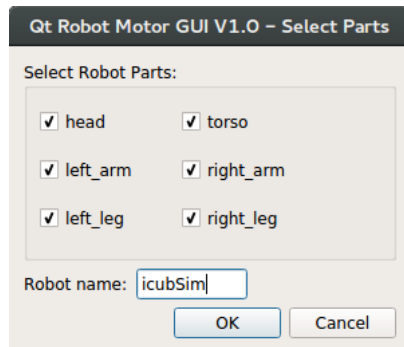 Qt Robot Motor GUI V1.0 – Select Parts
Select Robot Parts:
head torso
left_arm right_arm
left_leg right_leg
Robot name: icubSim
OK Cancel